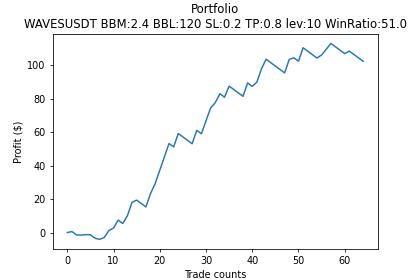 Portfolio
WAVESUSDT BBM:2.4 BBL:120 SL:0.2 TP:0.8 lev:10 WinRatio:51.0
100
80
60
40
20
0
Profit ($)
0 10 20 30 40 50 60
Trade counts